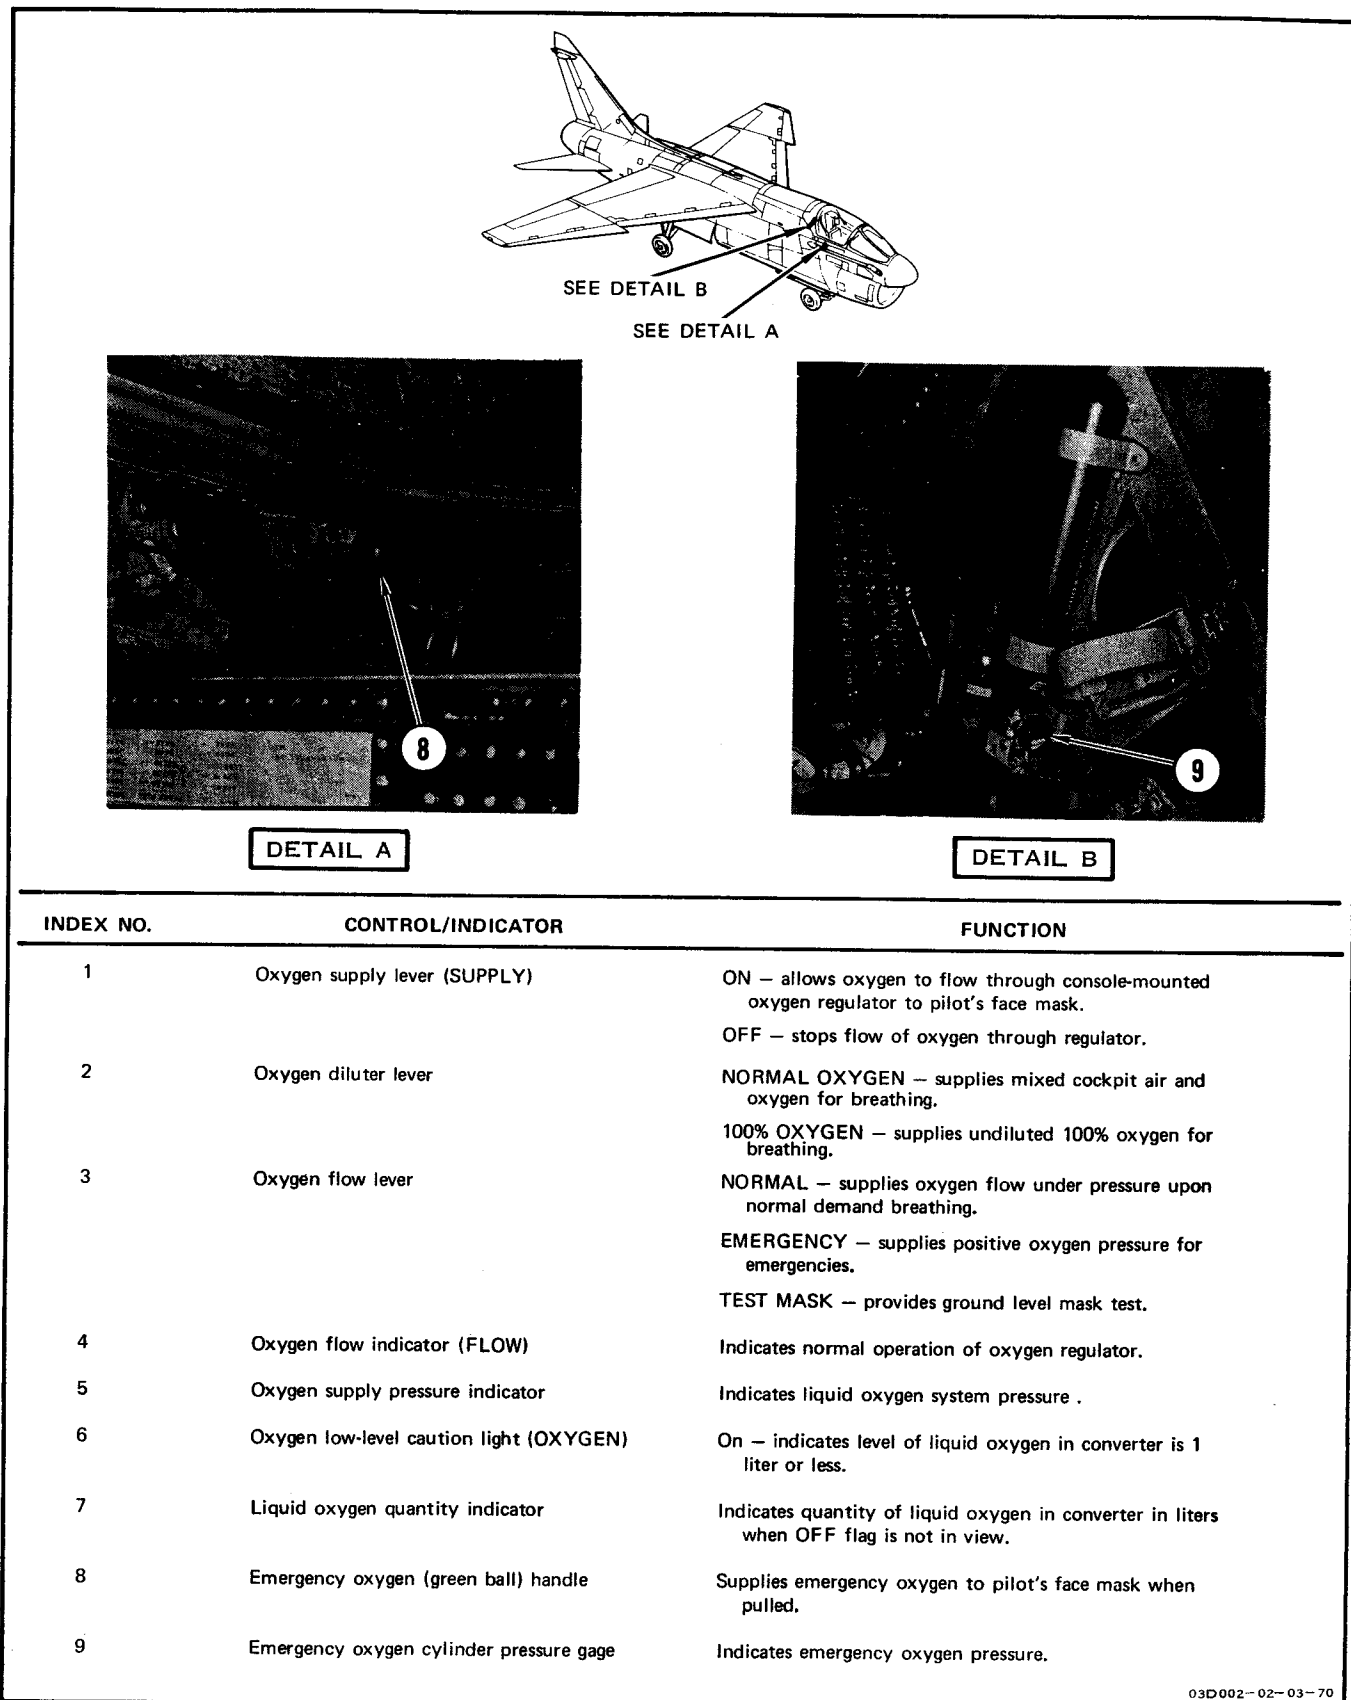 SEE DETAIL B
SEE DETAIL A
8
9
DETAIL A
DETAIL B
INDEX NO. CONTROL/INDICATOR FUNCTION
1 Oxygen supply lever (SUPPLY) ON — allows oxygen to flow through console-mounted
oxygen regulator to pilot's face mask.
OFF — stops flow of oxygen through regulator.
2 Oxygen diluter lever NORMAL OXYGEN — supplies mixed cockpit air and
oxygen for breathing.
100% OXYGEN — supplies undiluted 100% oxygen for
breathing.
3 Oxygen flow lever NORMAL — supplies oxygen flow under pressure upon
normal demand breathing.
EMERGENCY — supplies positive oxygen pressure for
emergencies.
TEST MASK — provides ground level mask test.
4 Oxygen flow indicator (FLOW) Indicates normal operation of oxygen regulator.
5 Oxygen supply pressure indicator Indicates liquid oxygen system pressure .
6 Oxygen low-level caution light (OXYGEN) On — indicates level of liquid oxygen in converter is 1
liter or less.
7 Liquid oxygen quantity indicator Indicates quantity of liquid oxygen in converter in liters
when OFF flag is not in view.
8 Emergency oxygen (green ball) handle Supplies emergency oxygen to pilot's face mask when
pulled.
9 Emergency oxygen cylinder pressure gage Indicates emergency oxygen pressure.
03D002-02-03-70